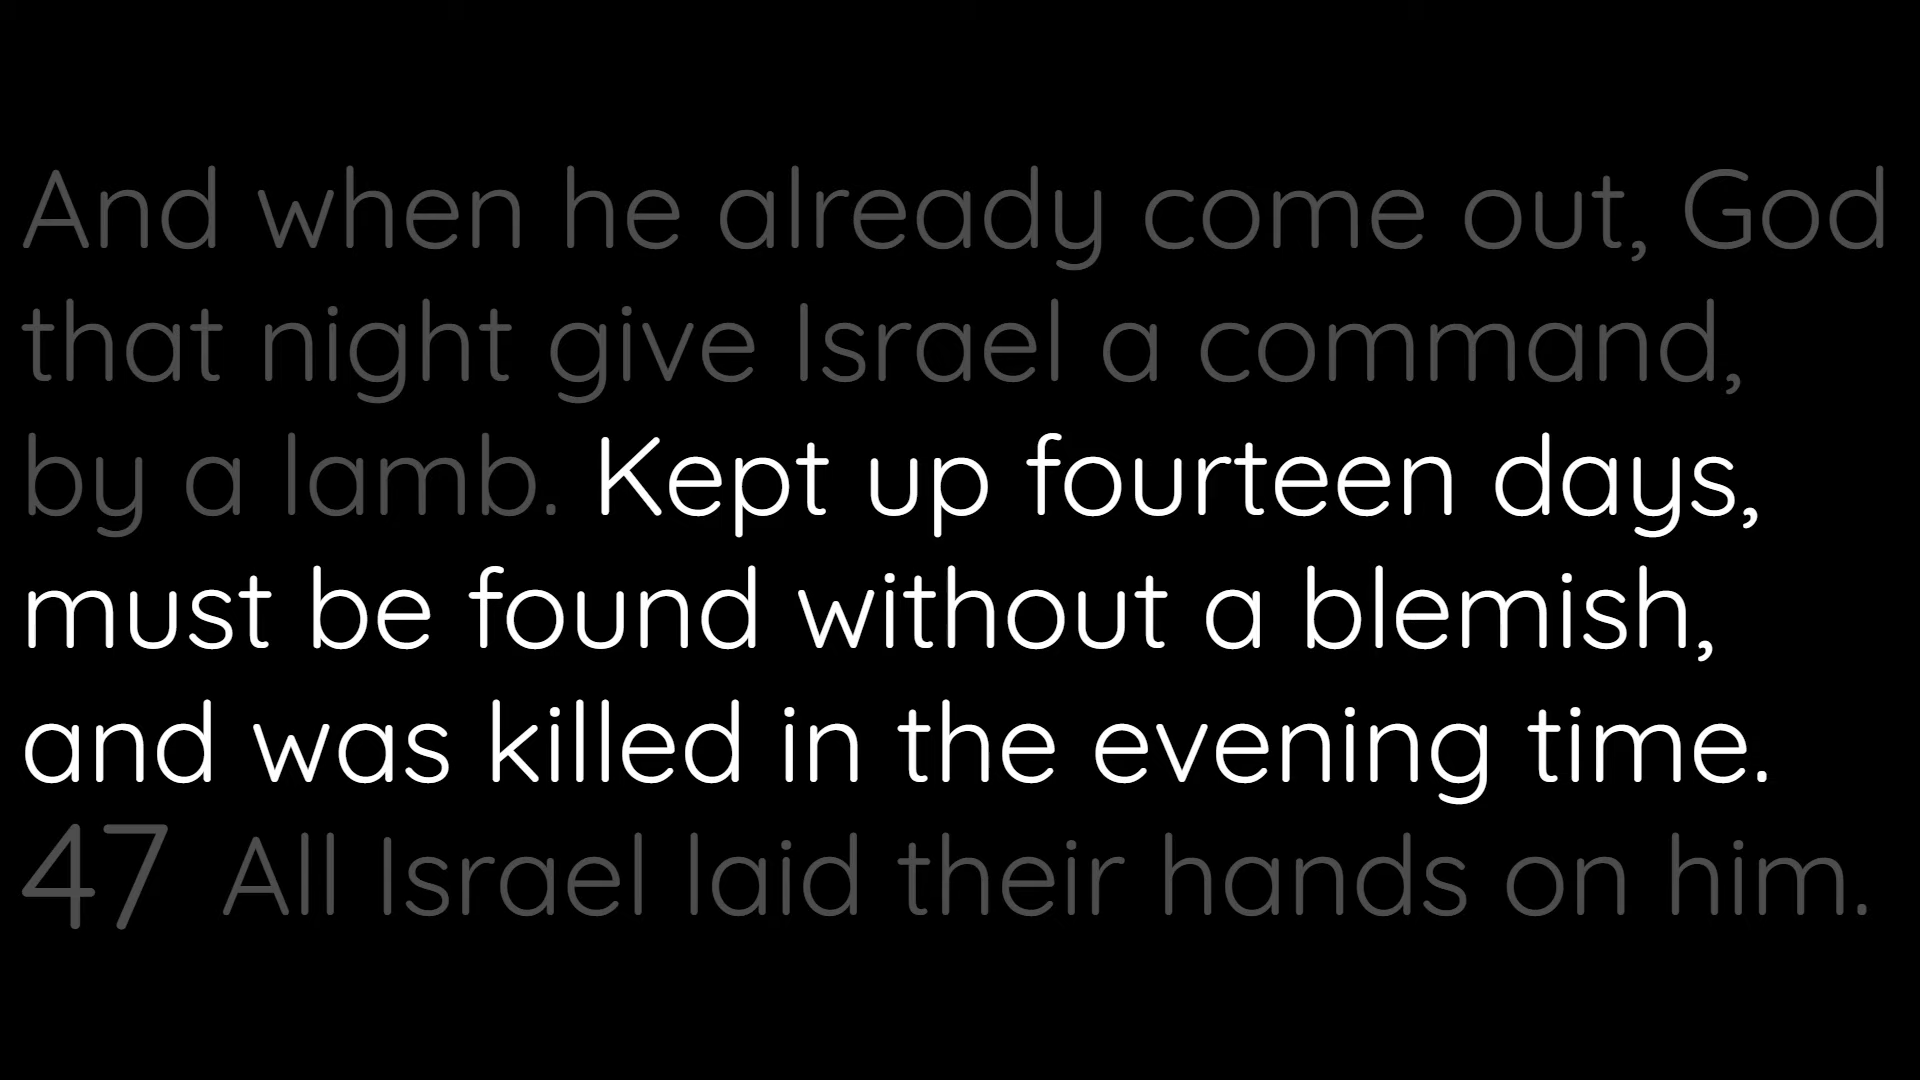 And when he already come out, God
that night give Israel a command,
by a lamb. Kept up fourteen days,
must be found without a blemish,
and was killed in the evening time.
47 All Israel laid their hands on him.